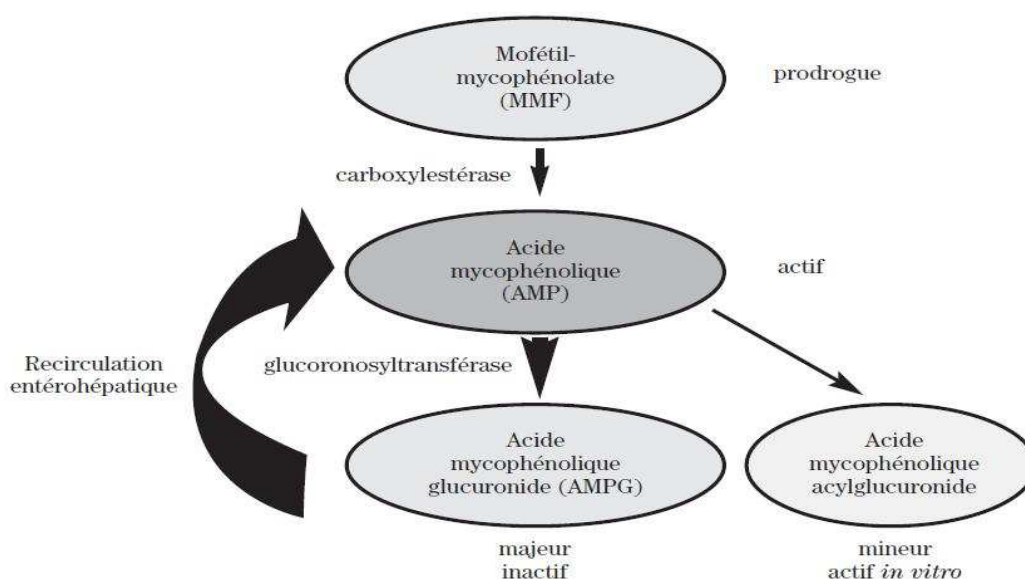 Mofétil-
mycophénolate
(MMF)
prodrogue
carboxylestérase
Acide
mycophénolique
(AMP)
actif
Recirculation
entérohépatique
glucoronosyltransférase
Acide
mycophénolique
glucuronide (AMPG)
Acide
mycophénolique
acylglucuronide
majeur
inactif
mineur
actif in vitro